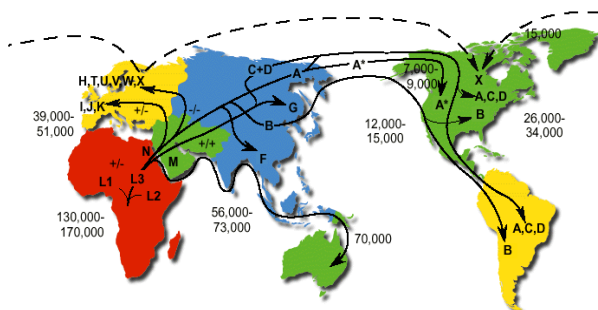 15,000
C+D
A
A*
7,000-
9,000
X
H,T,U,V,W,X
I,J,K
+/-
-/-
G
B
A*
A,C,D
B
39,000-
51,000
N
+/+
M
F
12,000-
15,000
26,000-
34,000
+/-
L1
L3
L2
130,000-
170,000
56,000-
73,000
70,000
A,C,D
B